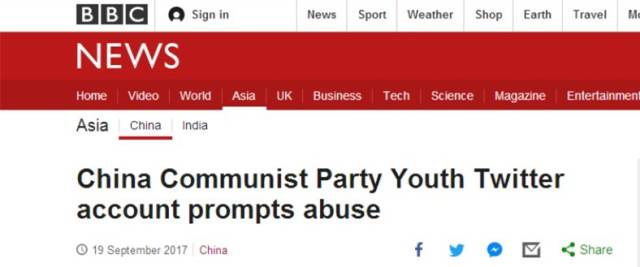 BBC Sign in News Sport Weather Shop Earth Travel
NEWS
Home Video World Asia UK Business Tech Science Magazine Entertainment
Asia China India
China Communist Party Youth Twitter
account prompts abuse
19 September 2017 China Share